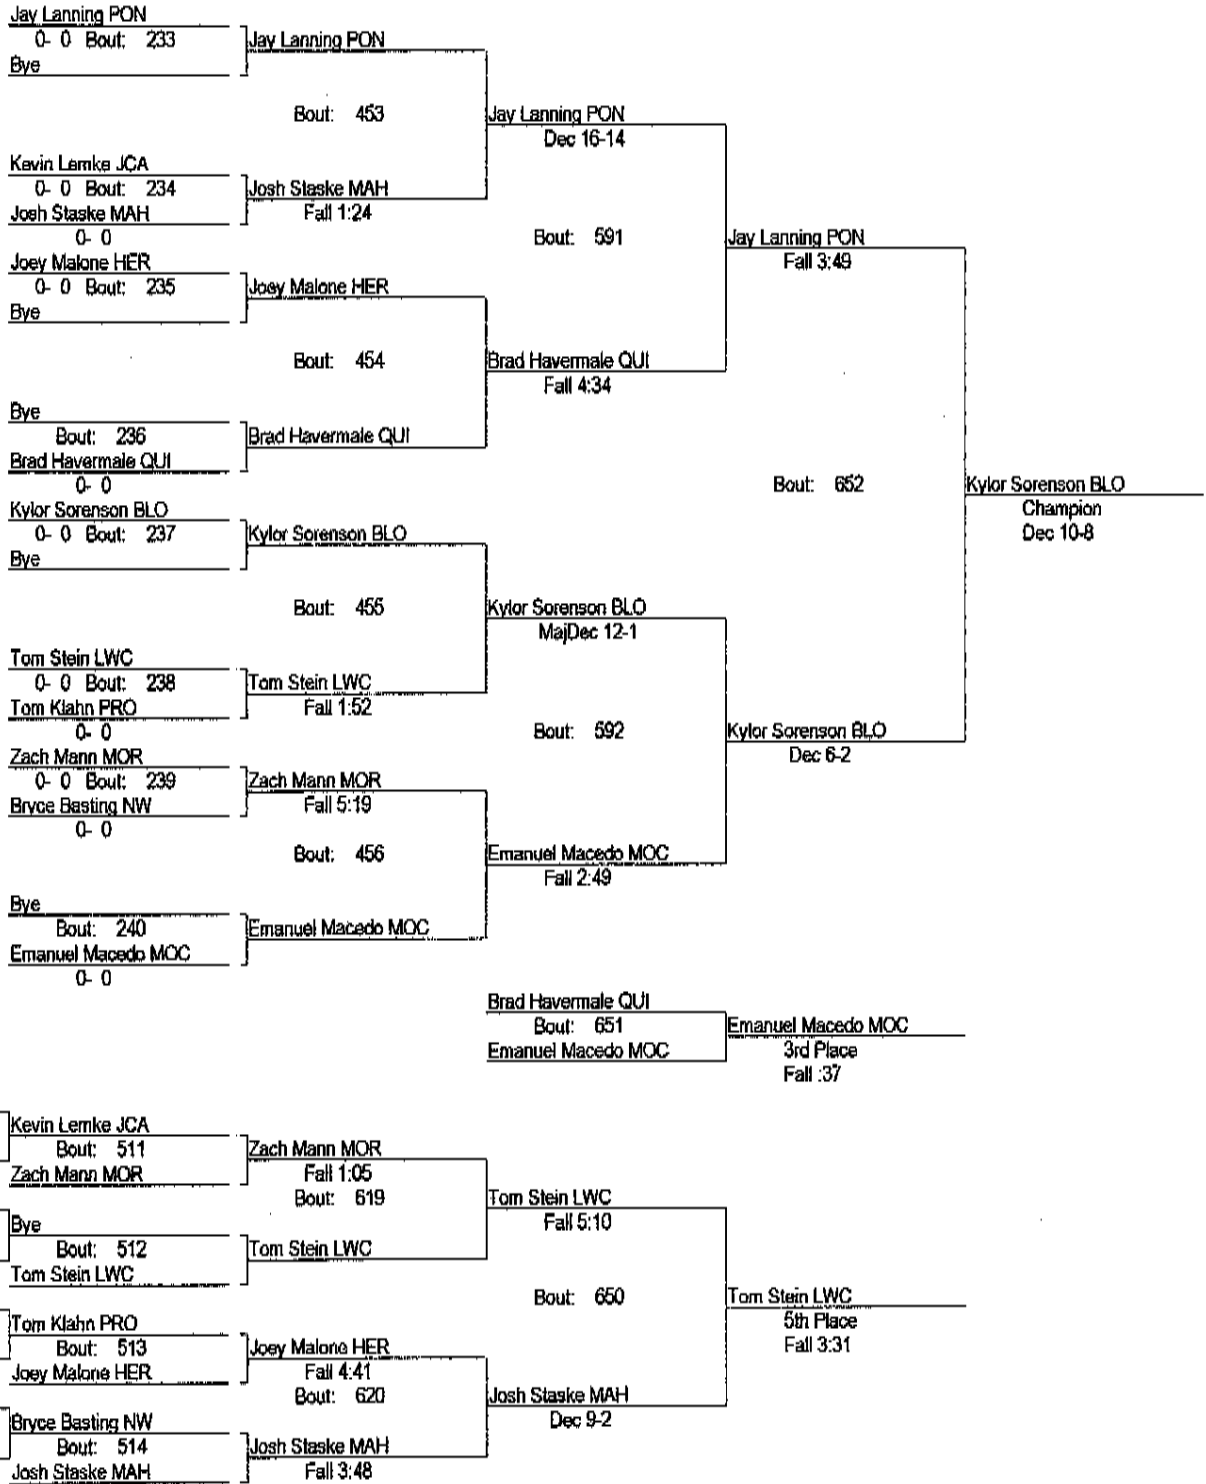 Jay Lanning PON
0- 0 Bout: 233
Jay Lanning PON
Bye
Bout: 453
Jay Lanning PON
Dec 16-14
Kevin Lemke JCA
0- 0 Bout: 234
Josh Staske MAH
Josh Staske MAH
Fall 1:24
0- 0
Bout: 591
Jay Lanning PON
Fall 3:49
Joey Malone HER
0- 0 Bout: 235
Joey Malone HER
Bye
Bout: 454
Brad Havermale QUI
Fall 4:34
Bye
Bout: 236
Brad Havermale QUI
Brad Havermale QUI
0- 0
Bout: 652
Kylor Sorenson BLO
Champion
Dec 10-8
Kylor Sorenson BLO
0- 0 Bout: 237
Kylor Sorenson BLO
Bye
Bout: 455
Kylor Sorenson BLO
MajDec 12-1
Tom Stein LWC
0- 0 Bout: 238
Tom Stein LWC
Tom Klahn PRO
Fall 1:52
0- 0
Bout: 592
Kylor Sorenson BLO
Dec 6-2
Zach Mann MOR
0- 0 Bout: 239
Zach Mann MOR
Bryce Basting NW
Fall 5:19
0- 0
Bout: 456
Emanuel Macedo MOC
Fall 2:49
Bye
Bout: 240
Emanuel Macedo MOC
Emanuel Macedo MOC
0- 0
Brad Havermale QUI
Bout: 651
Emanuel Macedo MOC
Emanuel Macedo MOC
3rd Place
Fall :37
Kevin Lemke JCA
Bout: 511
Zach Mann MOR
Zach Mann MOR
Fall 1:05
Bout: 619
Tom Stein LWC
Fall 5:10
Bye
Bout: 512
Tom Stein LWC
Tom Stein LWC
Bout: 650
Tom Stein LWC
5th Place
Fall 3:31
Tom Klahn PRO
Bout: 513
Joey Malone HER
Joey Malone HER
Fall 4:41
Bout: 620
Josh Staske MAH
Dec 9-2
Bryce Basting NW
Bout: 514
Josh Staske MAH
Josh Staske MAH
Fall 3:48